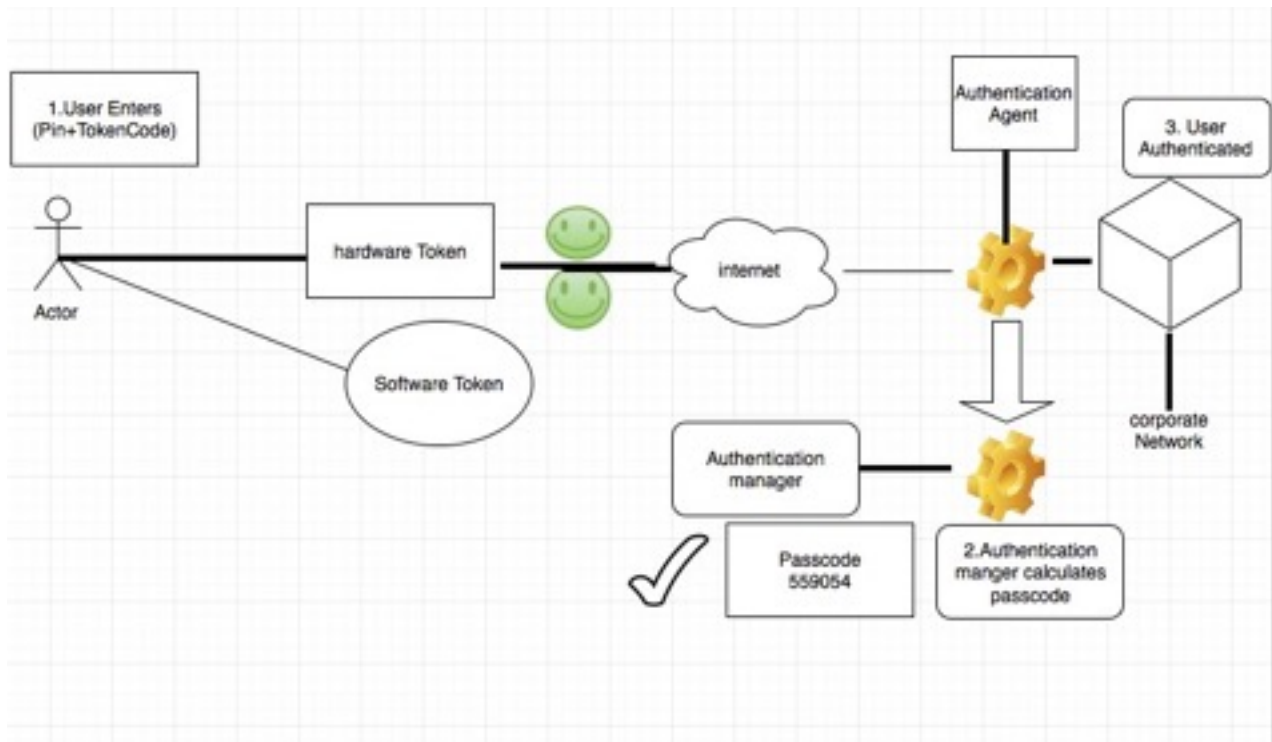 1.User Enters
(Pin+TokenCode)
Actor
hardware Token
Software Token
internet
Authentication
Agent
3. User
Authenticated
corporate
Network
Authentication
manager
Passcode
559054
2.Authentication
manger calculates
passcode